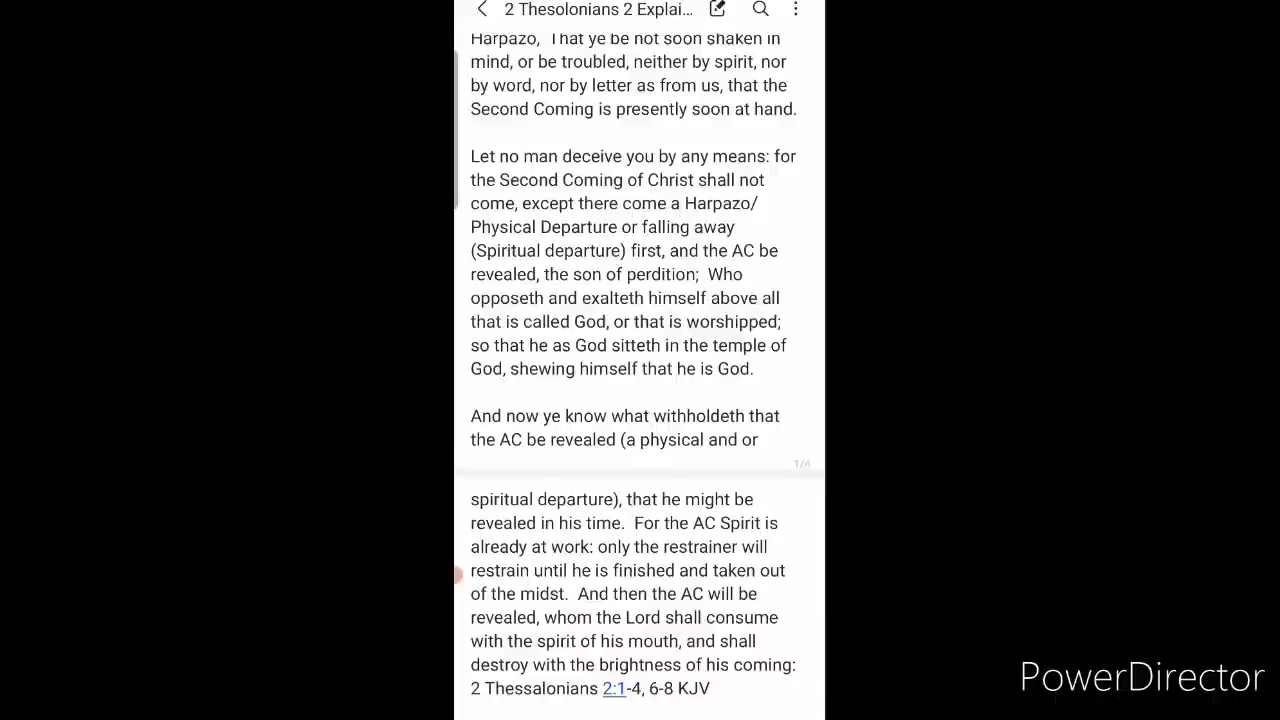 2 Thesolonians 2 Explai...
Harpazo, That ye be not soon shaken in
mind, or be troubled, neither by spirit, nor
by word, nor by letter as from us, that the
Second Coming is presently soon at hand.
Let no man deceive you by any means: for
the Second Coming of Christ shall not
come, except there come a Harpazo/
Physical Departure or falling away
(Spiritual departure) first, and the AC be
revealed, the son of perdition; Who
opposeth and exalteth himself above all
that is called God, or that is worshipped;
so that he as God sitteth in the temple of
God, shewing himself that he is God.
And now ye know what withholdeth that
the AC be revealed (a physical and or
1/4
spiritual departure), that he might be
revealed in his time. For the AC Spirit is
already at work: only the restrainer will
restrain until he is finished and taken out
of the midst. And then the AC will be
revealed, whom the Lord shall consume
with the spirit of his mouth, and shall
destroy with the brightness of his coming:
2 Thessalonians 2:1-4, 6-8 KJV
PowerDirector